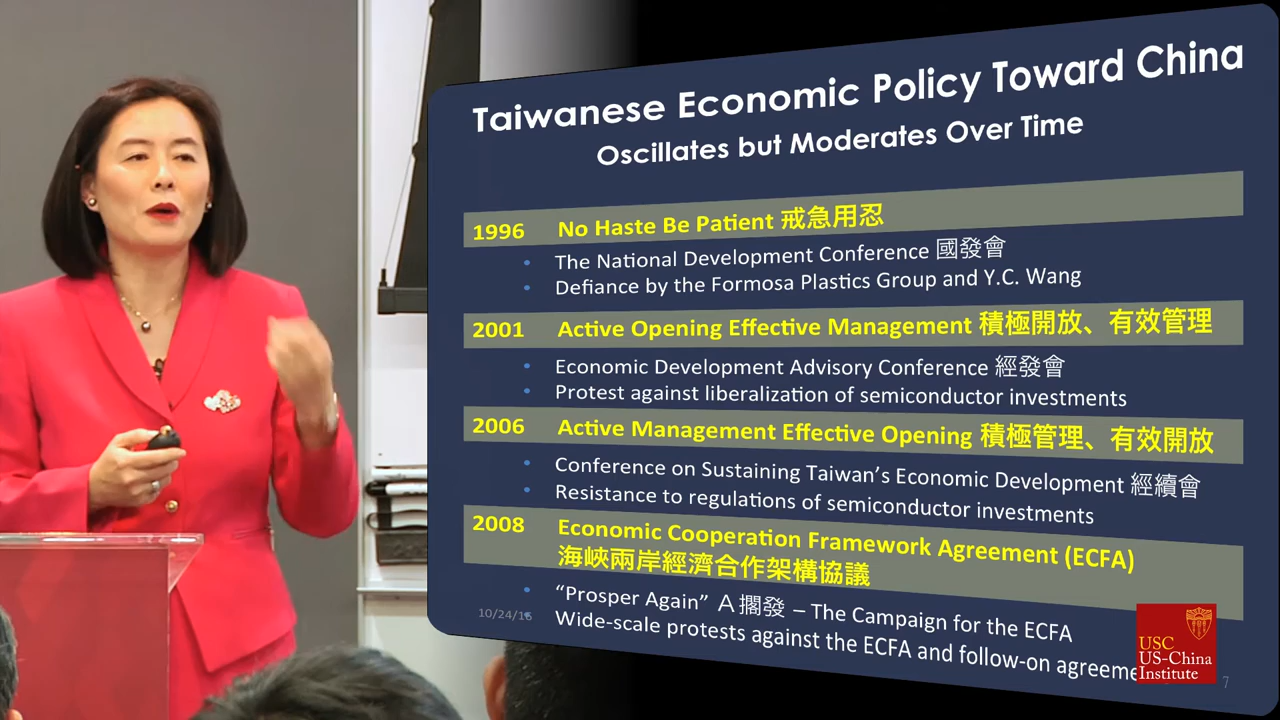 Taiwanese Economic Policy Toward China
Oscillates but Moderates Over Time
1996 No Haste Be Patient 戒急用忍
• The National Development Conference 國發會
• Defiance by the Formosa Plastics Group and Y.C. Wang
2001 Active Opening Effective Management 積極開放、有效管理
• Economic Development Advisory Conference 經發會
• Protest against liberalization of semiconductor investments
2006 Active Management Effective Opening 積極管理、有效開放
• Conference on Sustaining Taiwan's Economic Development 經續會
• Resistance to regulations of semiconductor investments
2008 Economic Cooperation Framework Agreement (ECFA)
海峽兩岸經濟合作架構協議
• "Prosper Again" A擱發 – The Campaign for the ECFA
• Wide-scale protests against the ECFA and follow-on
10/24/16
USC
US-China
Institute
7